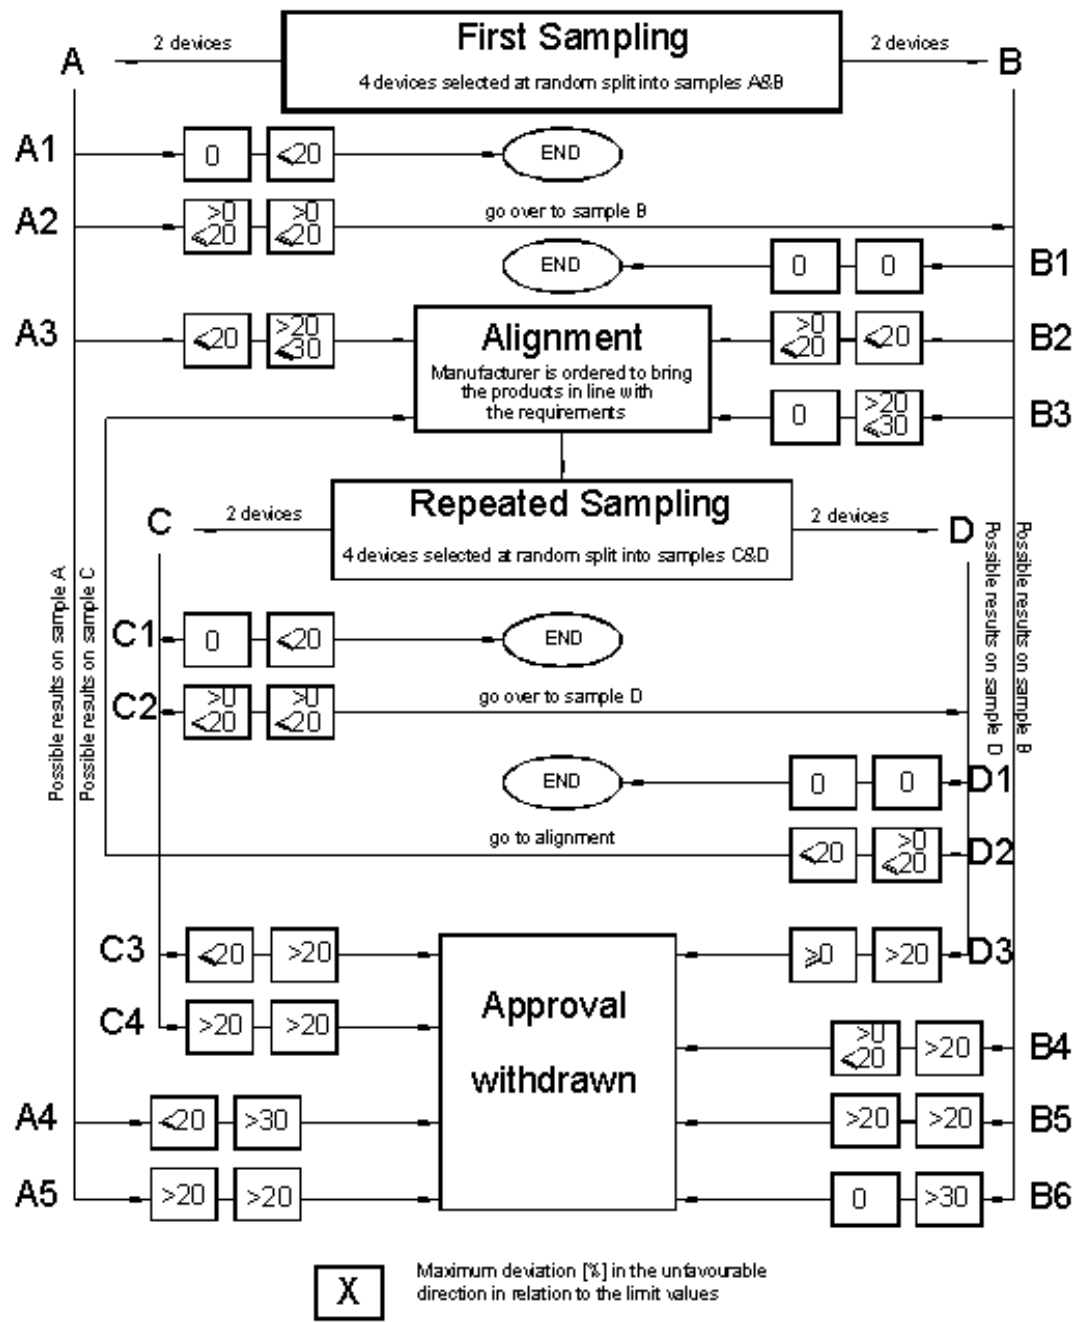 First Sampling
4 devices selected at random split into samples A&B
A
2 devices
2 devices
B
A1
0
≤20
END
A2
>0
≤20
>0
≤20
go over to sample B
END
0
0
B1
A3
≤20
>20
≤30
Alignment
Manufacturer is ordered to bring
the products in line with
the requirements
>0
≤20
≤20
B2
0
>20
≤30
B3
Repeated Sampling
4 devices selected at random split into samples C&D
C
2 devices
2 devices
D
Possible results on sample A
Possible results on sample C
Possible results on sample D
Possible results on sample B
C1
0
≤20
END
C2
>0
≤20
>0
≤20
go over to sample D
END
0
0
D1
go to alignment
≤20
>0
≤20
D2
C3
≤20
>20
Approval
withdrawn
≥0
>20
D3
C4
>20
>20
>0
≤20
>20
B4
A4
≤20
>30
>20
>20
B5
A5
>20
>20
0
>30
B6
X
Maximum deviation [%] in the unfavourable
direction in relation to the limit values